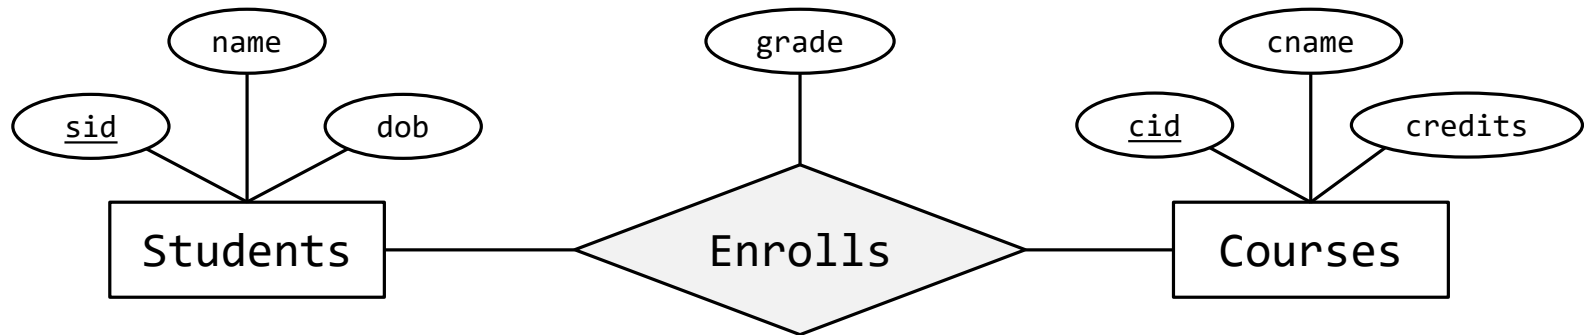 name
grade
cname
sid
dob
cid
credits
Students
Enrolls
Courses